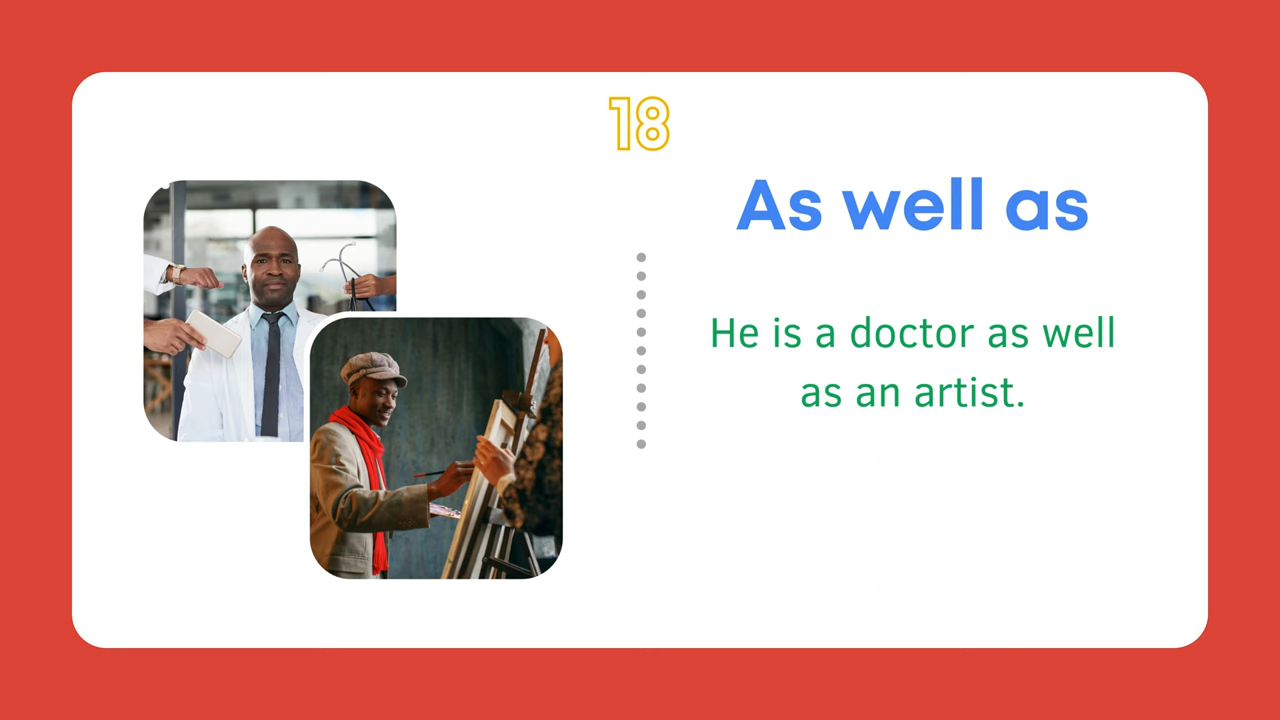 18
As well as
He is a doctor as well
as an artist.